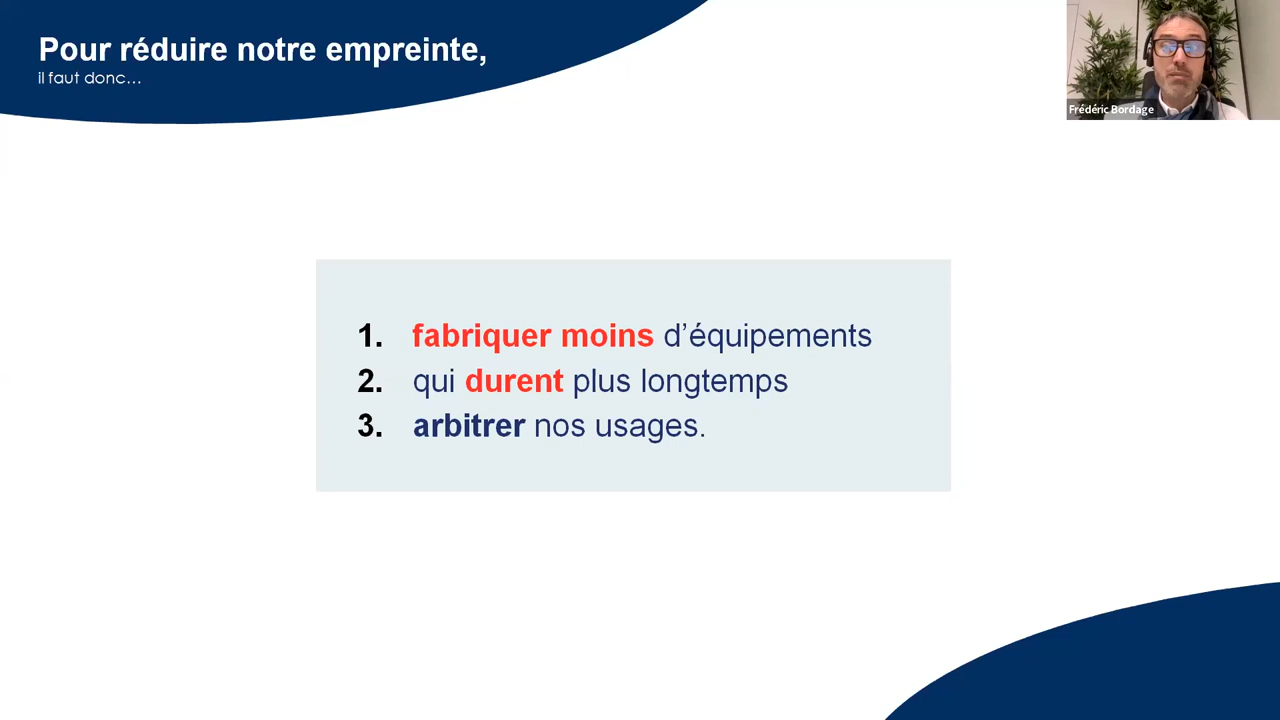 Pour réduire notre empreinte,
il faut donc…
Frédéric Bordage
1. fabriquer moins d’équipements
2. qui durent plus longtemps
3. arbitrer nos usages.